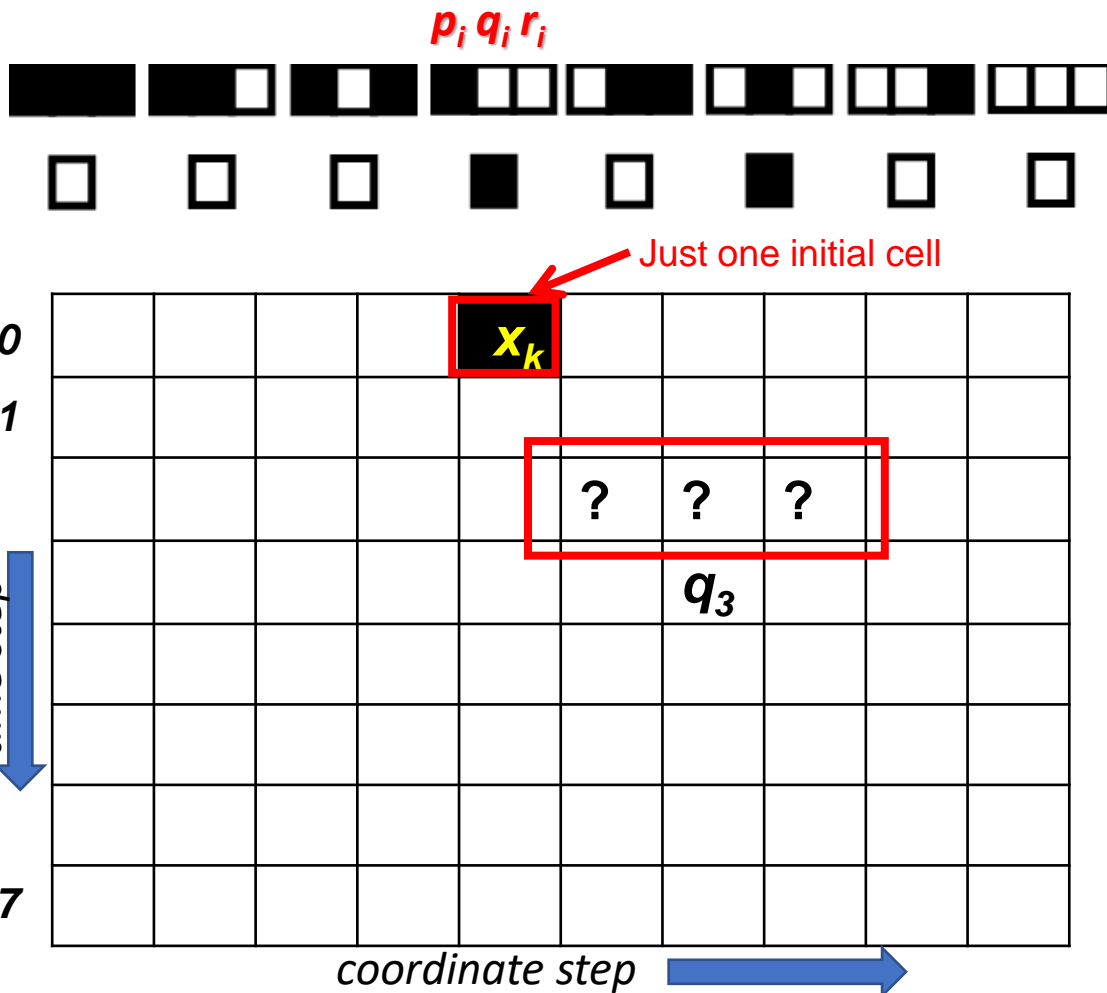 p_i q_i r_i
Just one initial cell
0
x_k
1
? ? ?
q_3
7
coordinate step